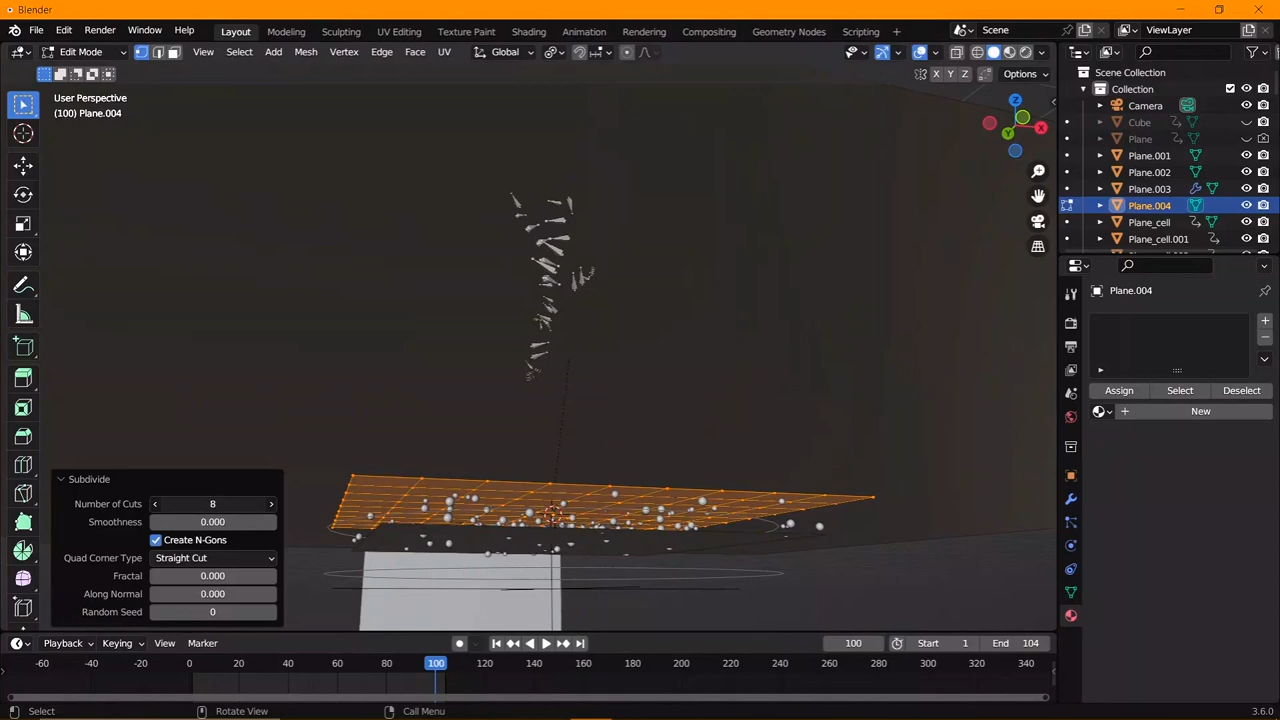 Blender
File Edit Render Window Help Layout Modeling Sculpting UV Editing Texture Paint Shading Animation Rendering Compositing Geometry Nodes Scripting + Scene ViewLayer
Edit Mode View Select Add Mesh Vertex Edge Face UV Global
X Y Z Options
User Perspective
(100) Plane.004
Z
X
Y
Scene Collection
Collection
Camera
Cube
Plane
Plane.001
Plane.002
Plane.003
Plane.004
Plane_cell
Plane_cell.001
Plane.004
Assign Select Deselect
New
Subdivide
Number of Cuts 8
Smoothness 0.000
Create N-Gons
Quad Corner Type Straight Cut
Fractal 0.000
Along Normal 0.000
Random Seed 0
Playback Keying View Marker 100 Start 1 End 104
-60 -40 -20 0 20 40 60 80 100 120 140 160 180 200 220 240 260 280 300 320 340
Select Rotate View Call Menu 3.6.0